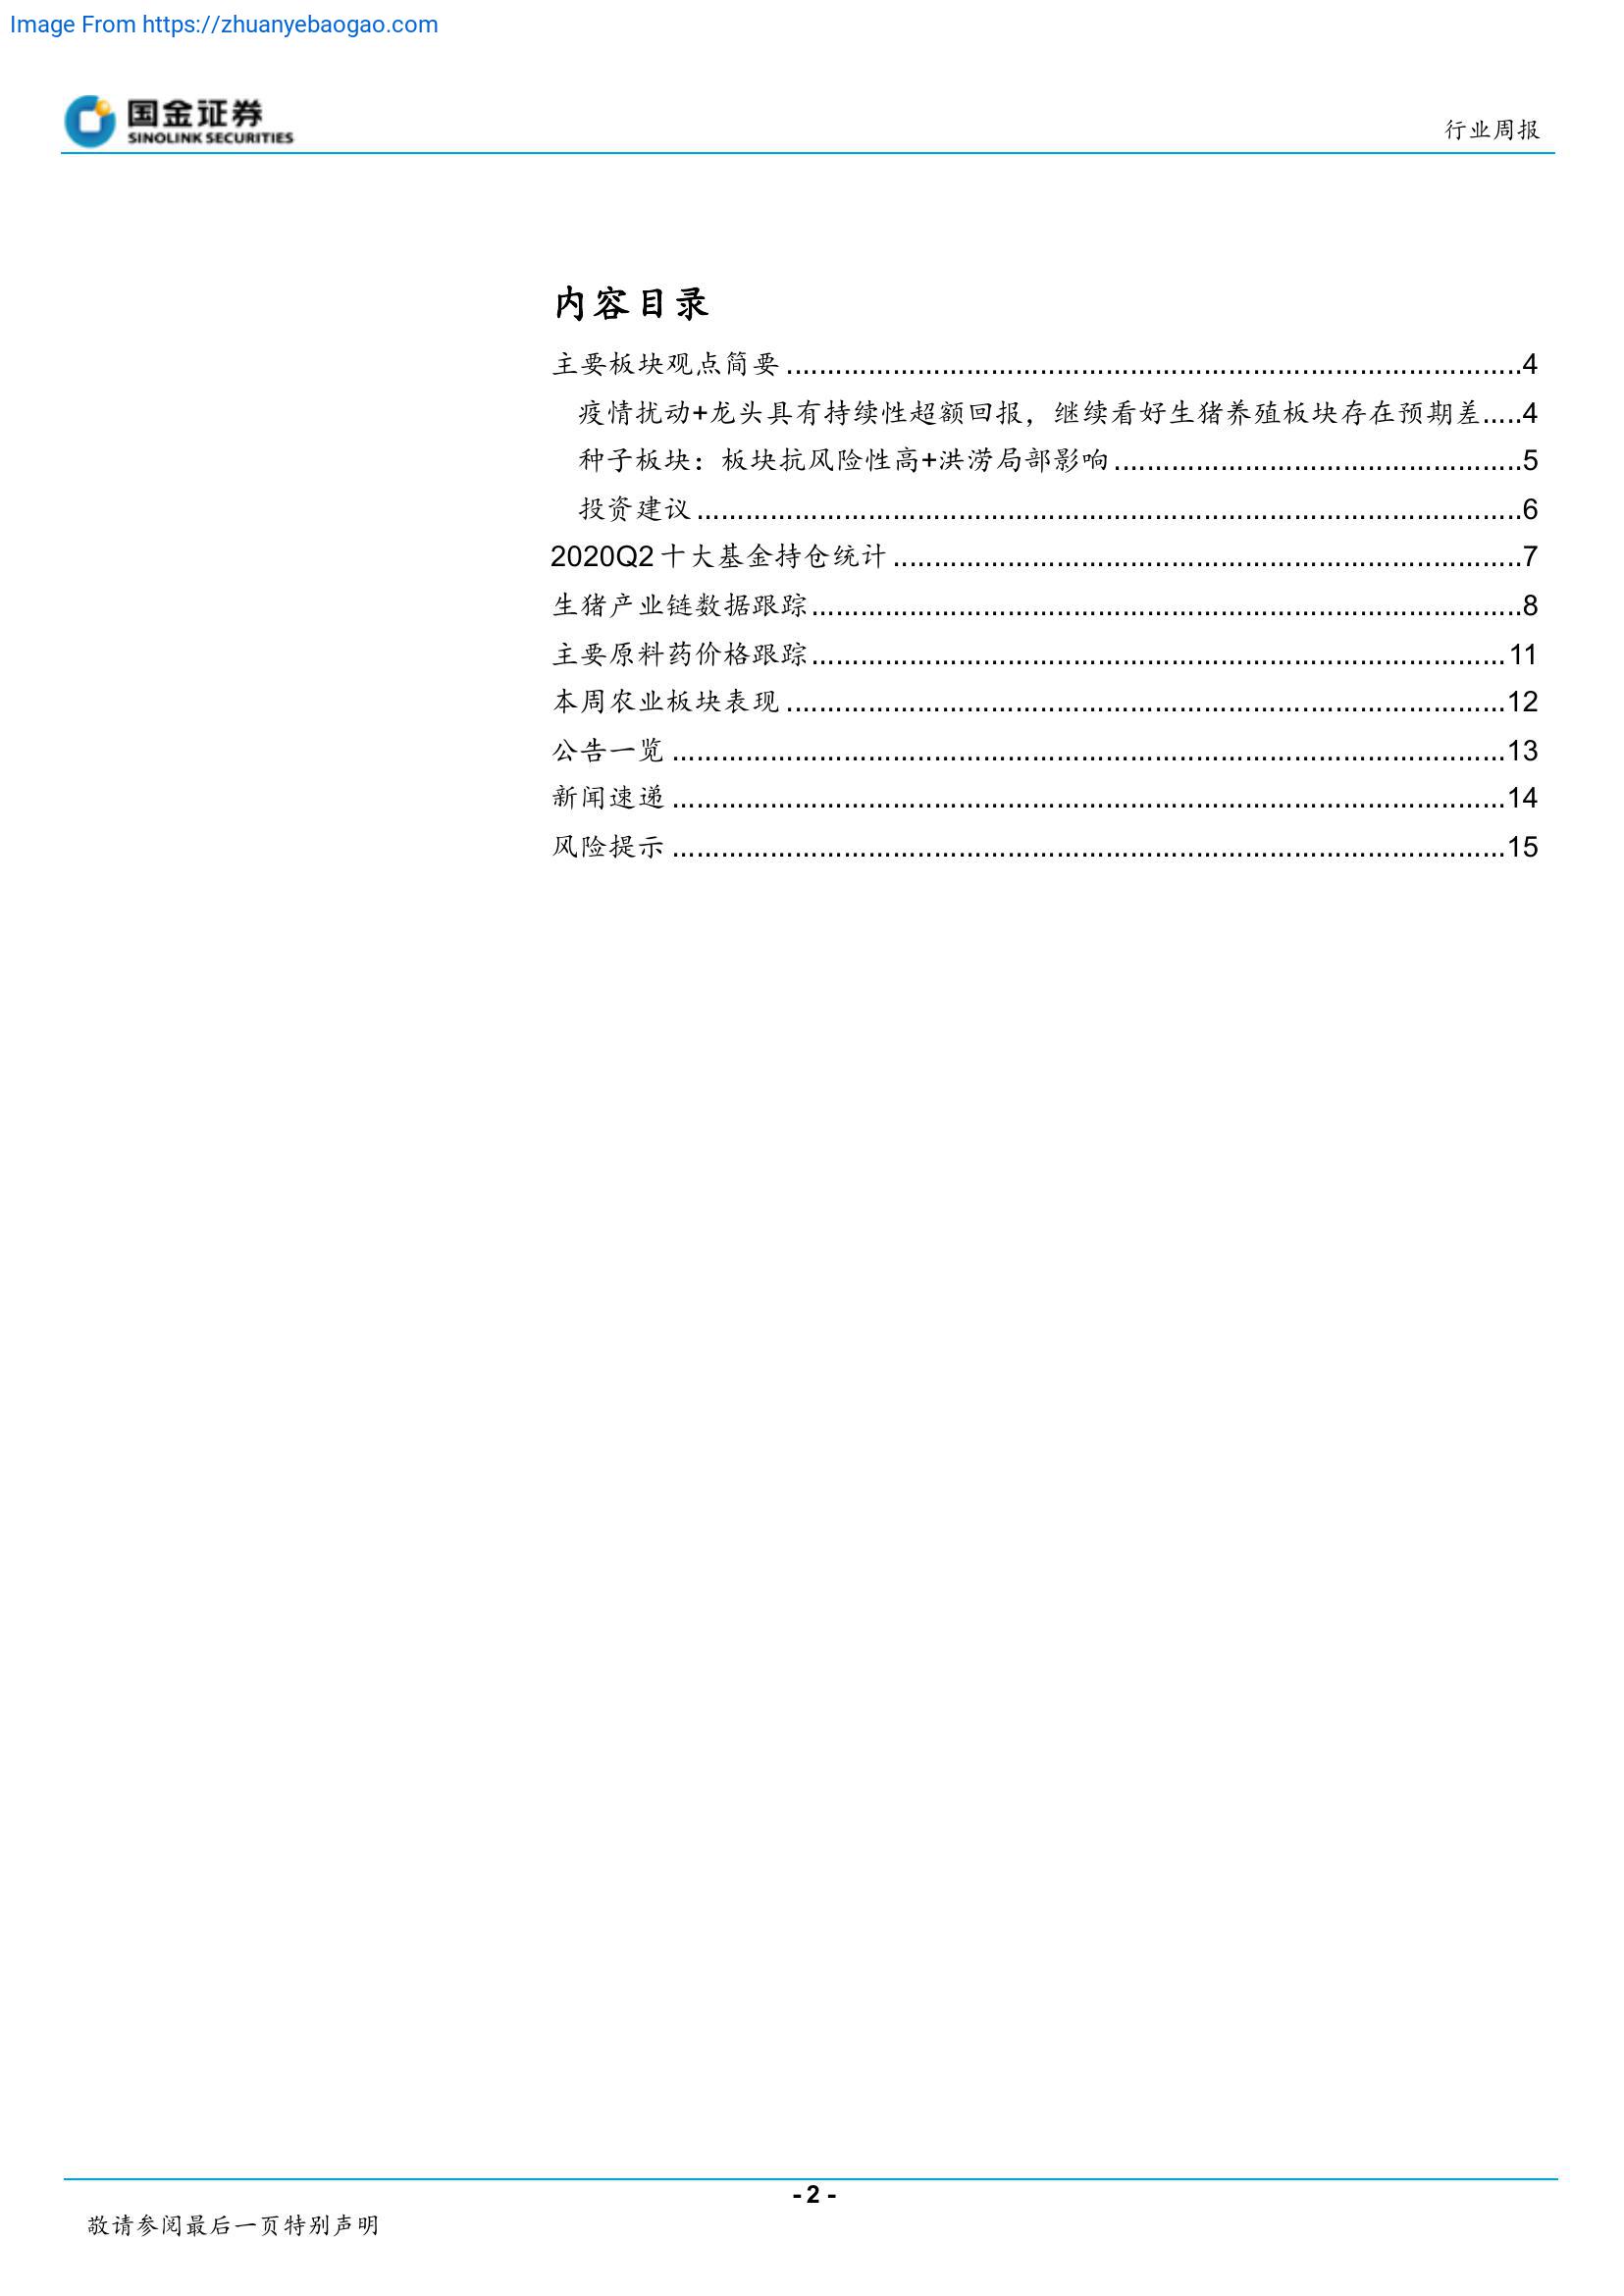 Image From https://zhuanyebaogao.com
国金证券
SINOLINK SECURITIES
行业周报
内容目录
主要板块观点简要..........................................................................................4
疫情扰动+龙头具有持续性超额回报，继续看好生猪养殖板块存在预期差.....4
种子板块：板块抗风险性高+洪涝局部影响..................................................5
投资建议.....................................................................................................6
2020Q2 十大基金持仓统计.............................................................................7
生猪产业链数据跟踪.......................................................................................8
主要原料药价格跟踪..................................................................................... 11
本周农业板块表现........................................................................................12
公告一览......................................................................................................13
新闻速递......................................................................................................14
风险提示......................................................................................................15
- 2 -
敬请参阅最后一页特别声明